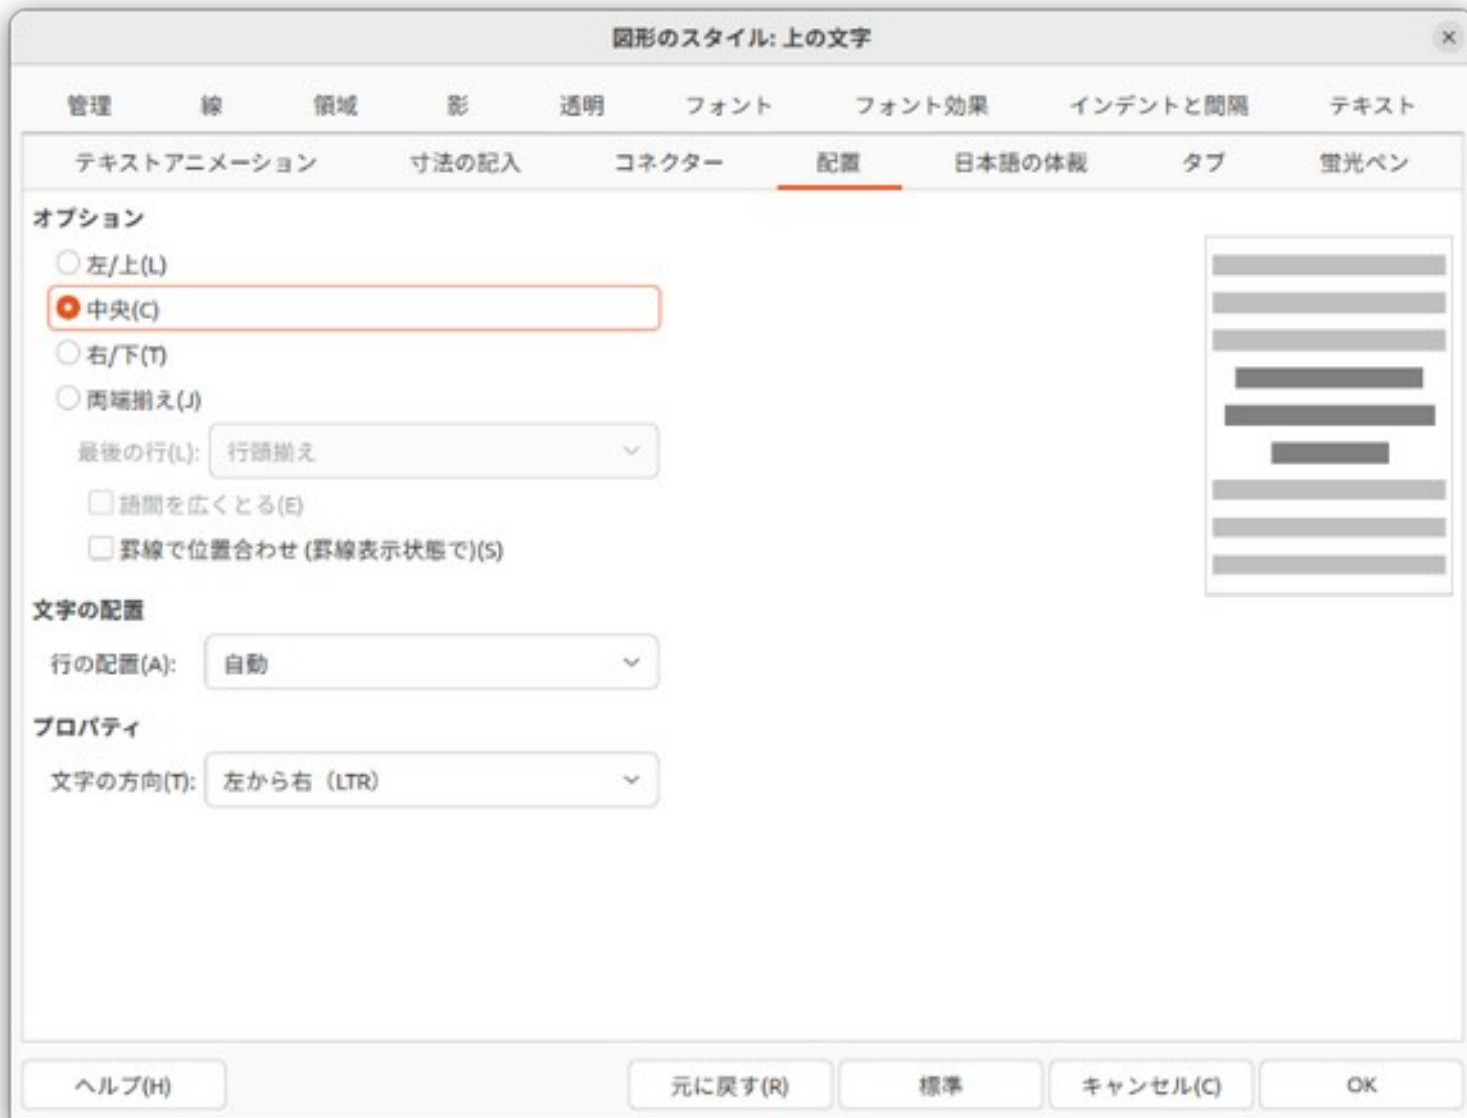 図形のスタイル: 上の文字
管理 線 領域 影 透明 フォント フォント効果 インデントと間隔 テキスト
テキストアニメーション 寸法の記入 コネクター 配置 日本語の体裁 タブ 蛍光ペン
オプション
左/上(L)
中央(C)
右/下(T)
両端揃え(J)
最後の行(L): 行頭揃え
語間を広くとる(E)
罫線で位置合わせ (罫線表示状態で)(S)
文字の配置
行の配置(A): 自動
プロパティ
文字の方向(T): 左から右（LTR）
ヘルプ(H) 元に戻す(R) 標準 キャンセル(C) OK